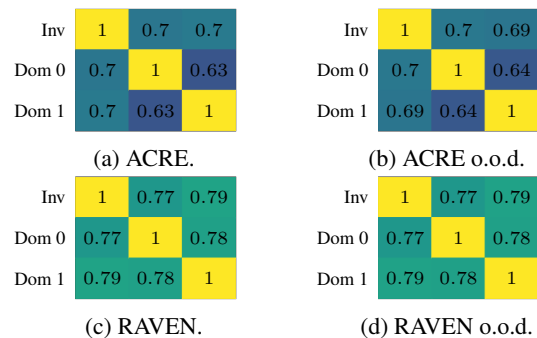 Inv 1 0.7 0.7
Dom 0 0.7 1 0.63
Dom 1 0.7 0.63 1
(a) ACRE.
Inv 1 0.7 0.69
Dom 0 0.7 1 0.64
Dom 1 0.69 0.64 1
(b) ACRE o.o.d.
Inv 1 0.77 0.79
Dom 0 0.77 1 0.78
Dom 1 0.79 0.78 1
(c) RAVEN.
Inv 1 0.77 0.79
Dom 0 0.77 1 0.78
Dom 1 0.79 0.78 1
(d) RAVEN o.o.d.